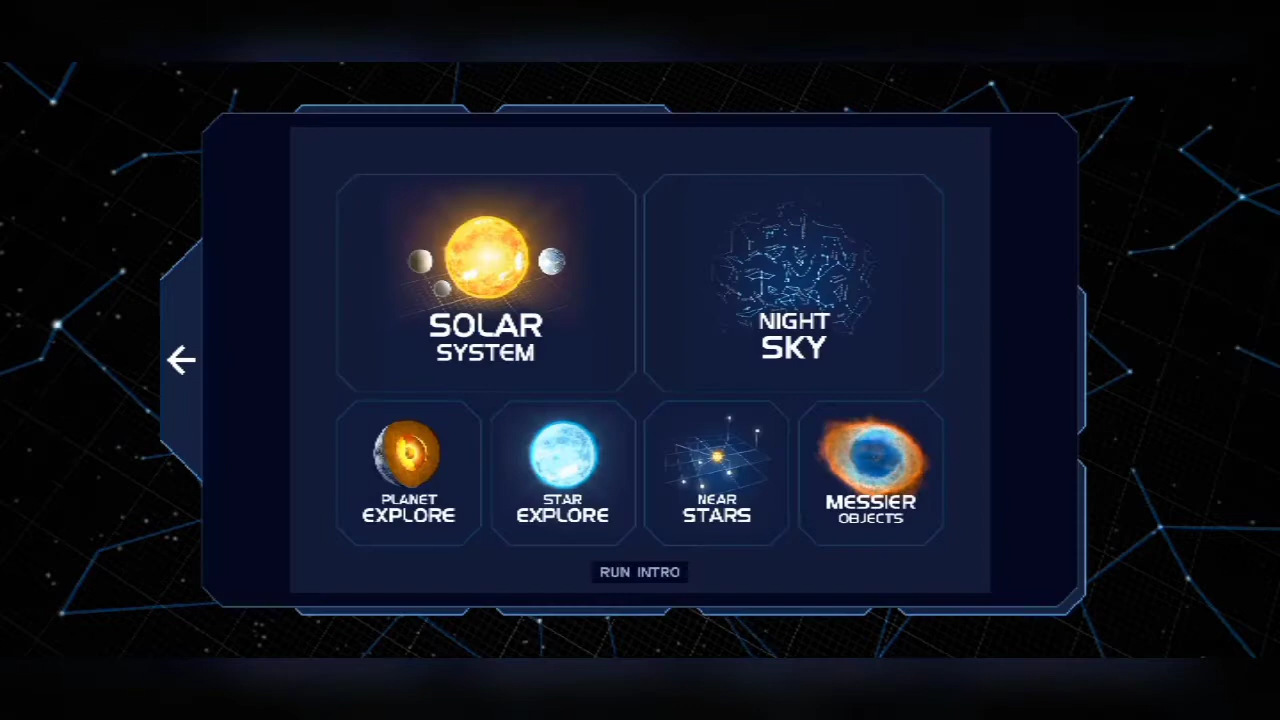 SOLAR
SYSTEM
NIGHT
SKY
PLANET
EXPLORE
STAR
EXPLORE
NEAR
STARS
MESSIER
OBJECTS
RUN INTRO